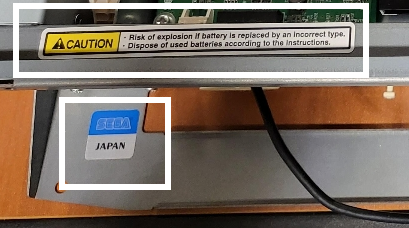 CAUTION
· Risk of explosion if battery is replaced by an incorrect type.
· Dispose of used batteries according to the instructions.
SEGA
JAPAN